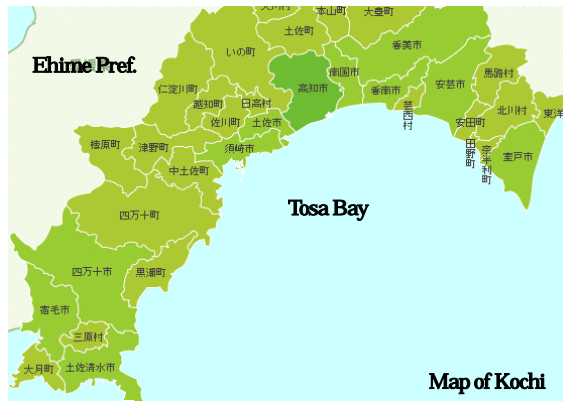 本山町
大豊町
土佐町
いの町
香美市
Ehime Pref.
南国市
馬路村
仁淀川町
高知市
香南市
安芸市
越知町
日高村
北川村
東洋
芸西村
佐川町
土佐市
安田町
須崎市
梼原町
津野町
田野町
奈半利町
室戸市
中土佐町
Tosa Bay
四万十町
四万十市
黒潮町
宿毛市
三原村
大月町
土佐清水市
Map of Kochi